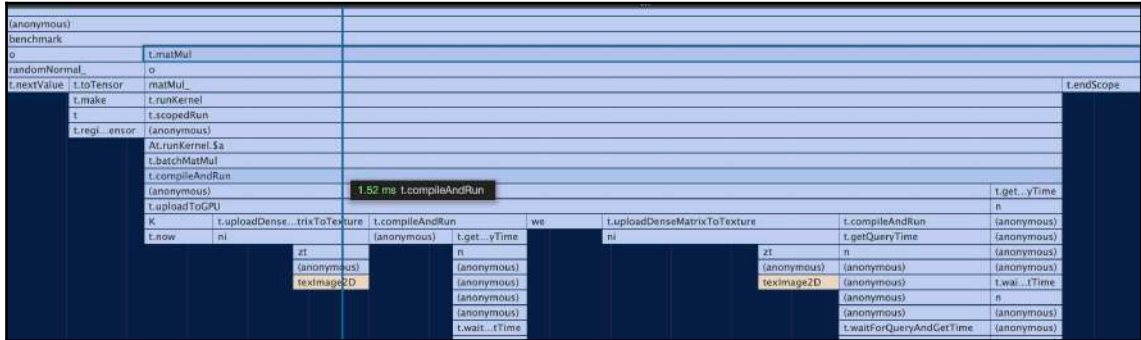 (anonymous)
benchmark
o t.matMul
randomNormal_ o
t.nextValue t.toTensor matMul_ t.endScope
t.make t.runKernel
t t.scopedRun
t.regi...ensor (anonymous)
At.runKernel.$a
t.batchMatMul
t.compileAndRun
(anonymous) 1.52 ms t.compileAndRun t.get...yTime
t.uploadToGPU n
K t.uploadDense...trixToTexture t.compileAndRun we t.uploadDenseMatrixToTexture t.compileAndRun (anonymous)
t.now ni (anonymous) t.get...yTime ni t.getQueryTime (anonymous)
zt n zt n (anonymous)
(anonymous) (anonymous) (anonymous) (anonymous) (anonymous)
texImage2D (anonymous) texImage2D (anonymous) t.wai...tTime
(anonymous) (anonymous) n
(anonymous) (anonymous) (anonymous)
t.wait...tTime t.waitForQueryAndGetTime (anonymous)